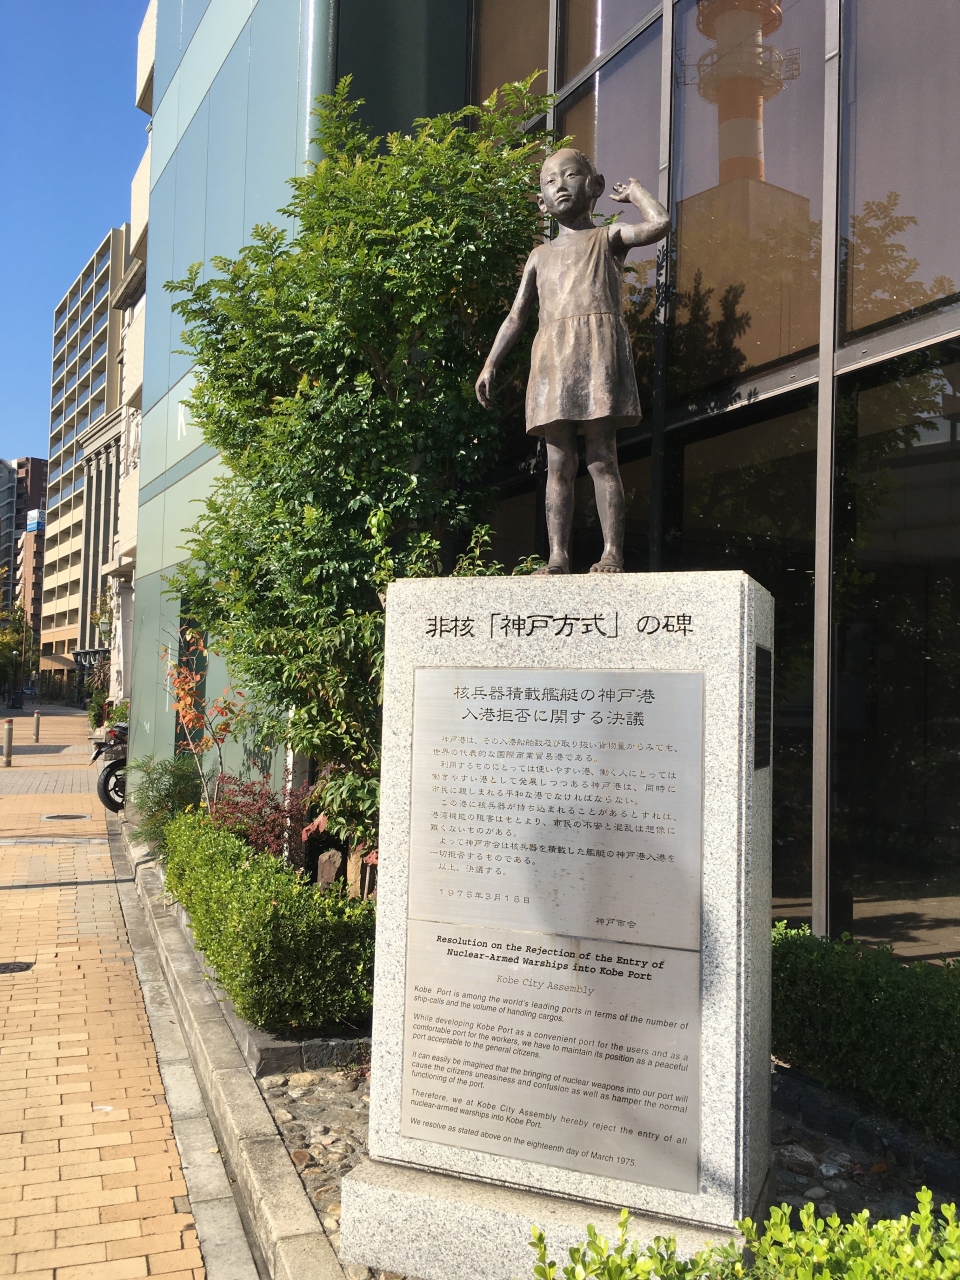 非核「神戸方式」の碑
核兵器積載艦艇の神戸港
入港拒否に関する決議
神戸港は、その入港船舶数及び取り扱い貨物量からみても、
世界の代表的な国際商業貿易港である。
利用するものにとっては使いやすい港、働く人にとっては
働きやすい港として発展しつつある神戸港は、同時に
市民に親しまれる平和な港でなければならない。
この港に核兵器が持ち込まれることがあるとすれば、
港湾機能の阻害はもとより、市民の不安と混乱は想像に
難くないものがある。
よって神戸市会は核兵器を積載した艦艇の神戸港入港を
一切拒否するものである。
以上、決議する。
1975年3月18日
神戸市会
Resolution on the Rejection of the Entry of
Nuclear-Armed Warships into Kobe Port
Kobe City Assembly
Kobe Port is among the world's leading ports in terms of the number of
ship-calls and the volume of handling cargos.
While developing Kobe Port as a convenient port for the users and as a
comfortable port for the workers, we have to maintain its position as a peaceful
port acceptable to the general citizens.
It can easily be imagined that the bringing of nuclear weapons into our port will
cause the citizens uneasiness and confusion as well as hamper the normal
functioning of the port.
Therefore, we at Kobe City Assembly hereby reject the entry of all
nuclear-armed warships into Kobe Port.
We resolve as stated above on the eighteenth day of March 1975.